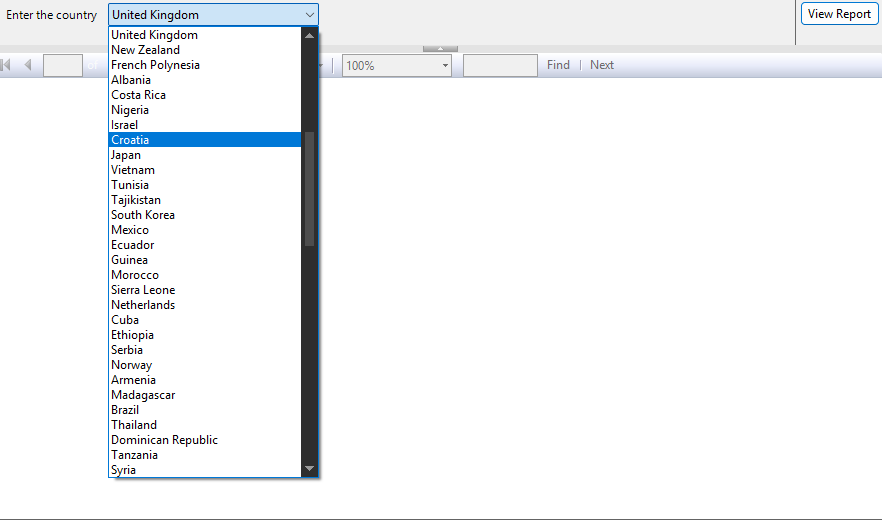 Enter the country United Kingdom View Report
of 100% Find | Next
United Kingdom
New Zealand
French Polynesia
Albania
Costa Rica
Nigeria
Israel
Croatia
Japan
Vietnam
Tunisia
Tajikistan
South Korea
Mexico
Ecuador
Guinea
Morocco
Sierra Leone
Netherlands
Cuba
Ethiopia
Serbia
Norway
Armenia
Madagascar
Brazil
Thailand
Dominican Republic
Tanzania
Syria